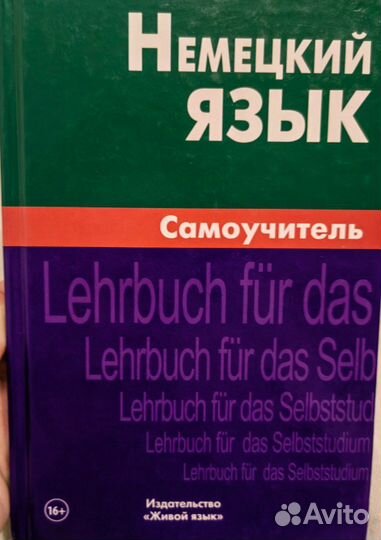 Немецкий
язык
Самоучитель
Lehrbuch für das
Lehrbuch für das Selb
Lehrbuch für das Selbststud
Lehrbuch für das Selbststudium
Lehrbuch für das Selbststudium
16+
Издательство
«Живой язык»
Avito